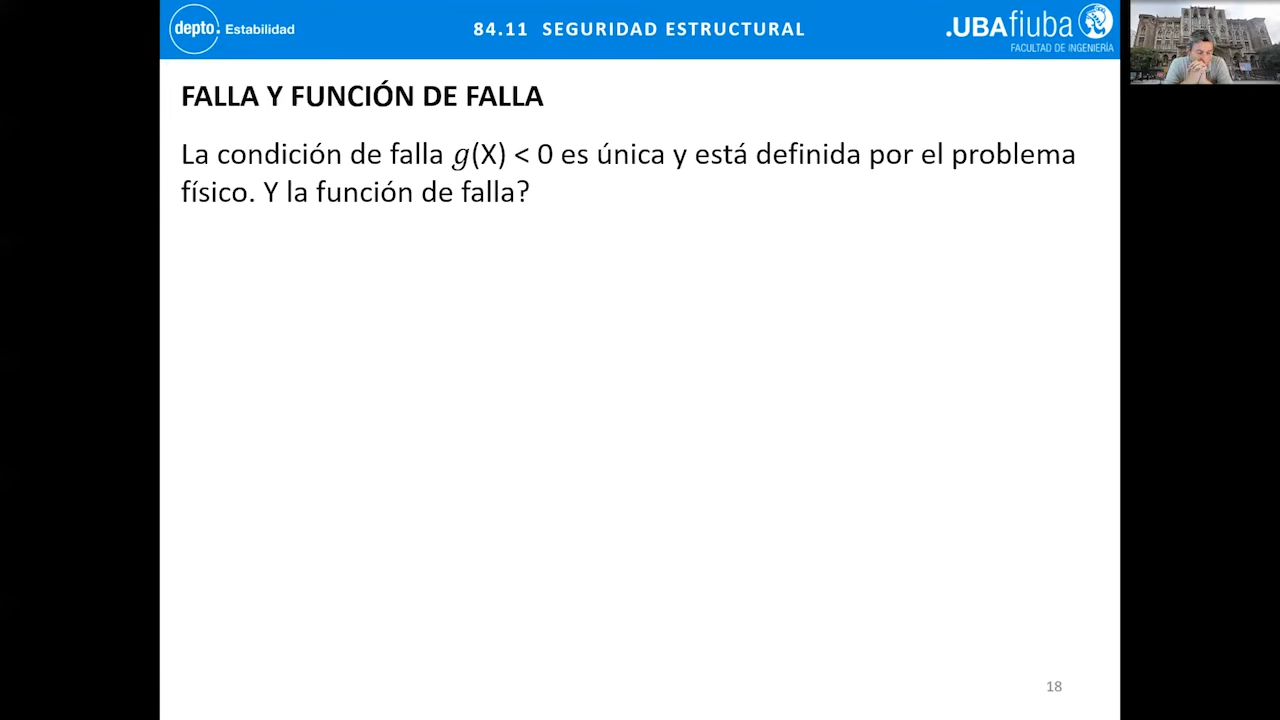 depto. Estabilidad
84.11 SEGURIDAD ESTRUCTURAL
.UBAfiuba
FACULTAD DE INGENIERÍA
FALLA Y FUNCIÓN DE FALLA
La condición de falla g(X) < 0 es única y está definida por el problema
físico. Y la función de falla?
18